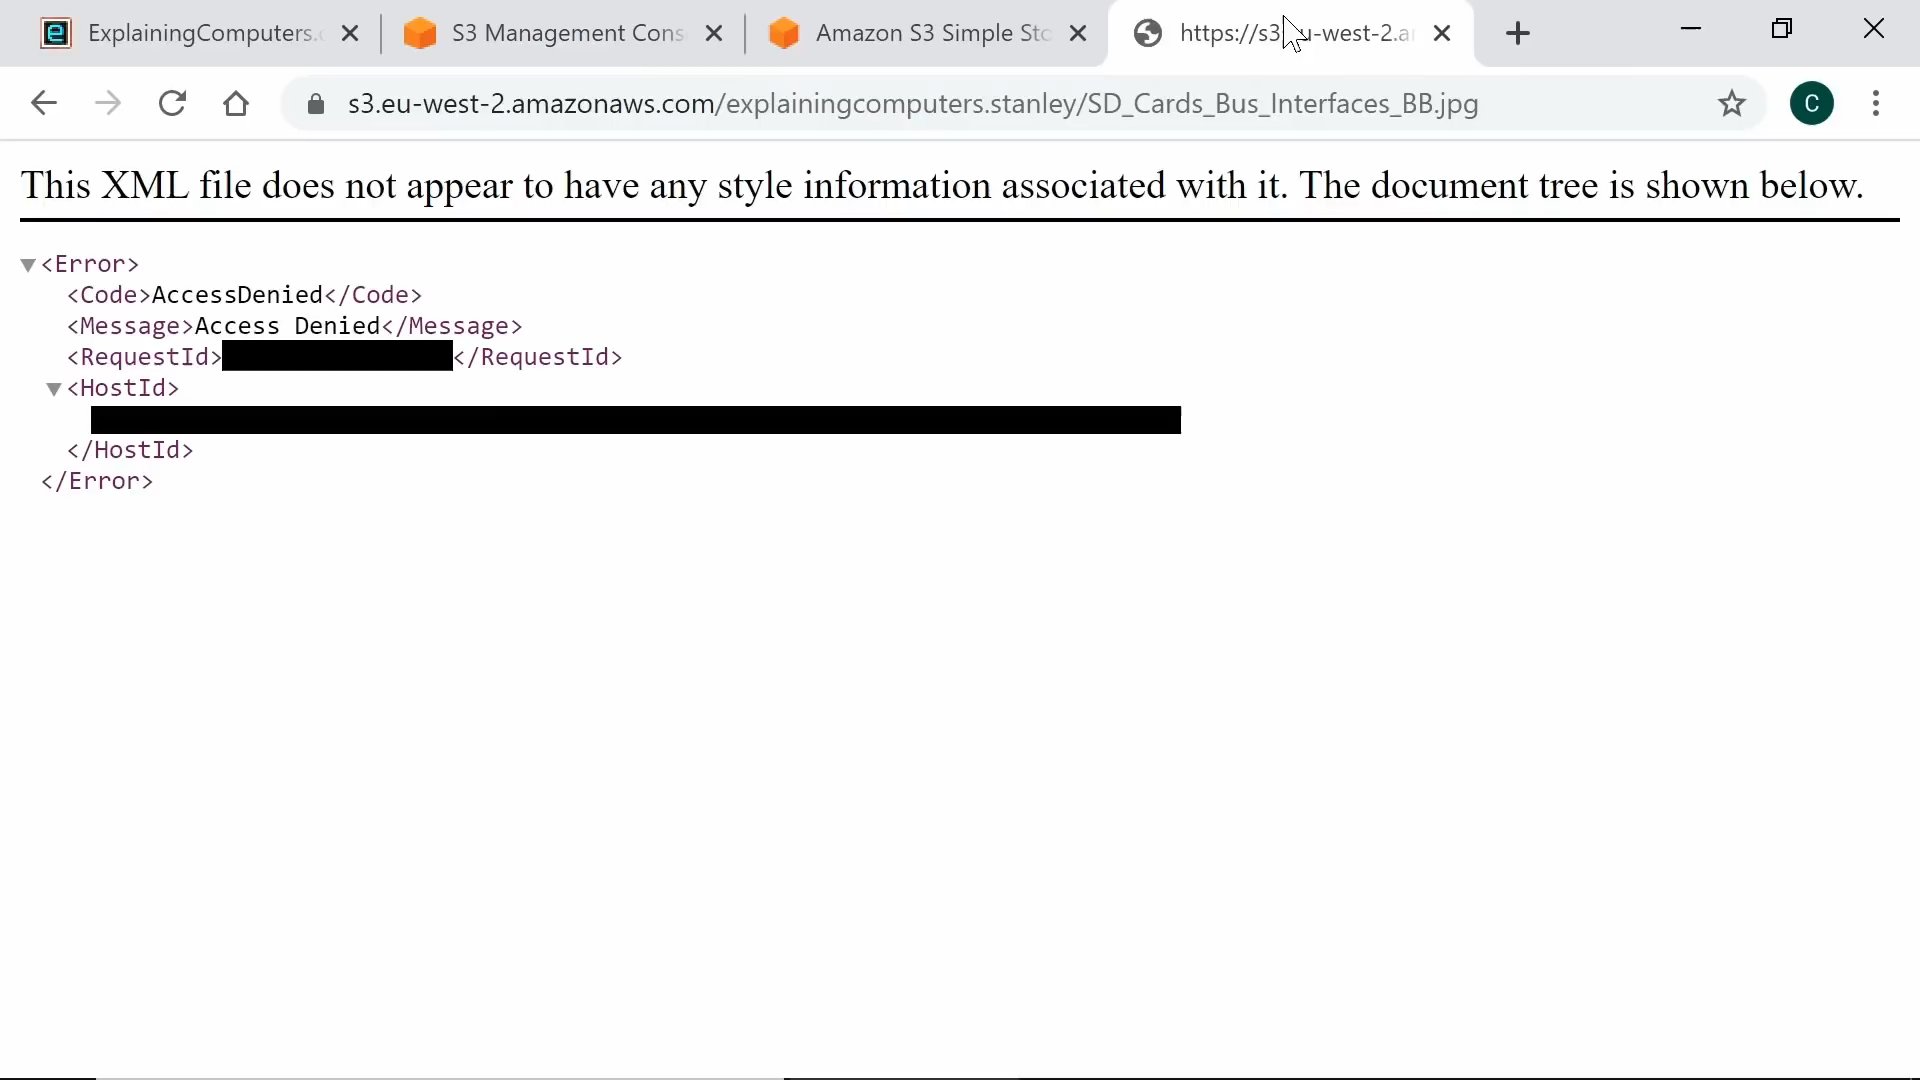 ExplainingComputers.c
S3 Management Cons
Amazon S3 Simple Sto
https://s3 u-west-2.a
s3.eu-west-2.amazonaws.com/explainingcomputers.stanley/SD_Cards_Bus_Interfaces_BB.jpg
C
This XML file does not appear to have any style information associated with it. The document tree is shown below.
<Error>
<Code>AccessDenied</Code>
<Message>Access Denied</Message>
<RequestId></RequestId>
<HostId>
</HostId>
</Error>